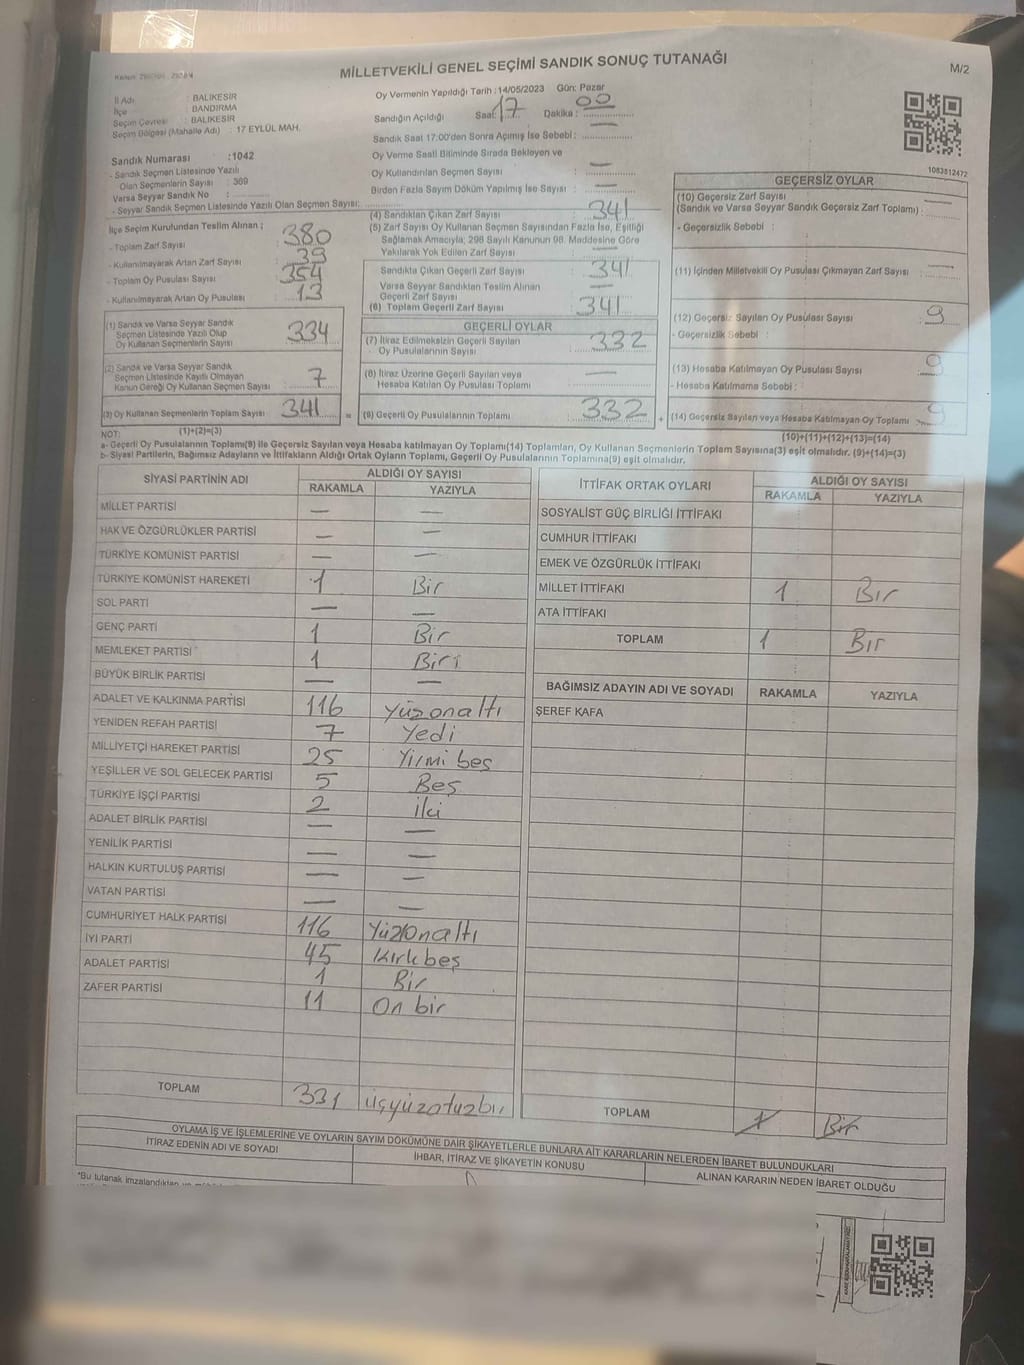 MİLLETVEKİLİ GENEL SEÇİMİ SANDIK SONUÇ TUTANAĞI
M/2
İl Adı : BALIKESİR
İlçe : BANDIRMA
Seçim Çevresi : BALIKESİR
Seçim Bölgesi (Mahalle Adı) : 17 EYLÜL MAH.
Oy Vermenin Yapıldığı Tarih :14/05/2023 Gün: Pazar
Sandığın Açıldığı Saat: 17 Dakika : 00
Sandık Saat 17:00'den Sonra Açımış İse Sebebi :
Oy Verme Saati Bitiminde Sırada Bekleyen ve
Oy Kullandırılan Seçmen Sayısı —
Birden Fazla Sayım Döküm Yapılmış İse Sayısı : —
1083812472
Sandık Numarası :1042
- Sandık Seçmen Listesinde Yazılı
Olan Seçmenlerin Sayısı : 369
Varsa Seyyar Sandık No :
- Seyyar Sandık Seçmen Listesinde Yazılı Olan Seçmen Sayısı:
İlçe Seçim Kurulundan Teslim Alınan ;
- Toplam Zarf Sayısı : 380
- Kullanılmayarak Artan Zarf Sayısı : 39
- Toplam Oy Pusulası Sayısı : 354
- Kullanılmayarak Artan Oy Pusulası : 13
(1) Sandık ve Varsa Seyyar Sandık
Seçmen Listesinde Yazılı Olup
Oy Kullanan Seçmenlerin Sayısı : 334
(2) Sandık ve Varsa Seyyar Sandık
Seçmen Listesinde Kayıtlı Olmayan
Kanun Gereği Oy Kullanan Seçmen Sayısı : 7
(3) Oy Kullanan Seçmenlerin Toplam Sayısı : 341 =
(4) Sandıktan Çıkan Zarf Sayısı : 341
(5) Zarf Sayısı Oy Kullanan Seçmen Sayısından Fazla İse, Eşitliği
Sağlamak Amacıyla; 298 Sayılı Kanunun 98. Maddesine Göre
Yakılarak Yok Edilen Zarf Sayısı : —
Sandıkta Çıkan Geçerli Zarf Sayısı : 341
Varsa Seyyar Sandıktan Teslim Alınan —
Geçerli Zarf Sayısı
(6) Toplam Geçerli Zarf Sayısı : 341
GEÇERLİ OYLAR
(7) İtiraz Edilmeksizin Geçerli Sayılan
Oy Pusulalarının Sayısı : 332
(8) İtiraz Üzerine Geçerli Sayılan veya
Hesaba Katılan Oy Pusulası Toplamı : —
(9) Geçerli Oy Pusulalarının Toplamı : 332 +
GEÇERSİZ OYLAR
(10) Geçersiz Zarf Sayısı
(Sandık ve Varsa Seyyar Sandık Geçersiz Zarf Toplamı) : —
- Geçersizlik Sebebi :
(11) İçinden Milletvekili Oy Pusulası Çıkmayan Zarf Sayısı : —
(12) Geçersiz Sayılan Oy Pusulası Sayısı : 9
- Geçersizlik Sebebi :
(13) Hesaba Katılmayan Oy Pusulası Sayısı : 9
- Hesaba Katılmama Sebebi :
(14) Geçersiz Sayılan veya Hesaba Katılmayan Oy Toplamı : 9
NOT: (1)+(2)=(3)
(10)+(11)+(12)+(13)=(14)
a- Geçerli Oy Pusulalarının Toplamı(9) ile Geçersiz Sayılan veya Hesaba katılmayan Oy Toplamı(14) Toplamları, Oy Kullanan Seçmenlerin Toplam Sayısına(3) eşit olmalıdır. (9)+(14)=(3)
b- Siyasi Partilerin, Bağımsız Adayların ve İttifakların Aldığı Ortak Oyların Toplamı, Geçerli Oy Pusulalarının Toplamına(9) eşit olmalıdır.
SİYASİ PARTİNİN ADI ALDIĞI OY SAYISI
RAKAMLA YAZIYLA
MİLLET PARTİSİ — —
HAK VE ÖZGÜRLÜKLER PARTİSİ — —
TÜRKİYE KOMÜNİST PARTİSİ — —
TÜRKİYE KOMÜNİST HAREKETİ 1 Bir
SOL PARTİ — —
GENÇ PARTİ 1 Bir
MEMLEKET PARTİSİ 1 Biri
BÜYÜK BİRLİK PARTİSİ — —
ADALET VE KALKINMA PARTİSİ 116 Yüzonaltı
YENİDEN REFAH PARTİSİ 7 Yedi
MİLLİYETÇİ HAREKET PARTİSİ 25 Yirmi beş
YEŞİLLER VE SOL GELECEK PARTİSİ 5 Beş
TÜRKİYE İŞÇİ PARTİSİ 2 iki
ADALET BİRLİK PARTİSİ — —
YENİLİK PARTİSİ — —
HALKIN KURTULUŞ PARTİSİ — —
VATAN PARTİSİ — —
CUMHURİYET HALK PARTİSİ 116 Yüzonaltı
İYİ PARTİ 45 Kırkbeş
ADALET PARTİSİ 1 Bir
ZAFER PARTİSİ 11 On bir
TOPLAM 331 üçyüzotuzbir
İTTİFAK ORTAK OYLARI ALDIĞI OY SAYISI
RAKAMLA YAZIYLA
SOSYALİST GÜÇ BİRLİĞİ İTTİFAKI
CUMHUR İTTİFAKI
EMEK VE ÖZGÜRLÜK İTTİFAKI
MİLLET İTTİFAKI 1 Bir
ATA İTTİFAKI
TOPLAM 1 Bir
BAĞIMSIZ ADAYIN ADI VE SOYADI RAKAMLA YAZIYLA
ŞEREF KAFA
TOPLAM 1 Bir
OYLAMA İŞ VE İŞLEMLERİNE VE OYLARIN SAYIM DÖKÜMÜNE DAİR ŞİKAYETLERLE BUNLARA AİT KARARLARIN NELERDEN İBARET BULUNDUKLARI
İTİRAZ EDENİN ADI VE SOYADI
İHBAR, İTİRAZ VE ŞİKAYETİN KONUSU
ALINAN KARARIN NEDEN İBARET OLDUĞU
*Bu tutanak imzalandıktan